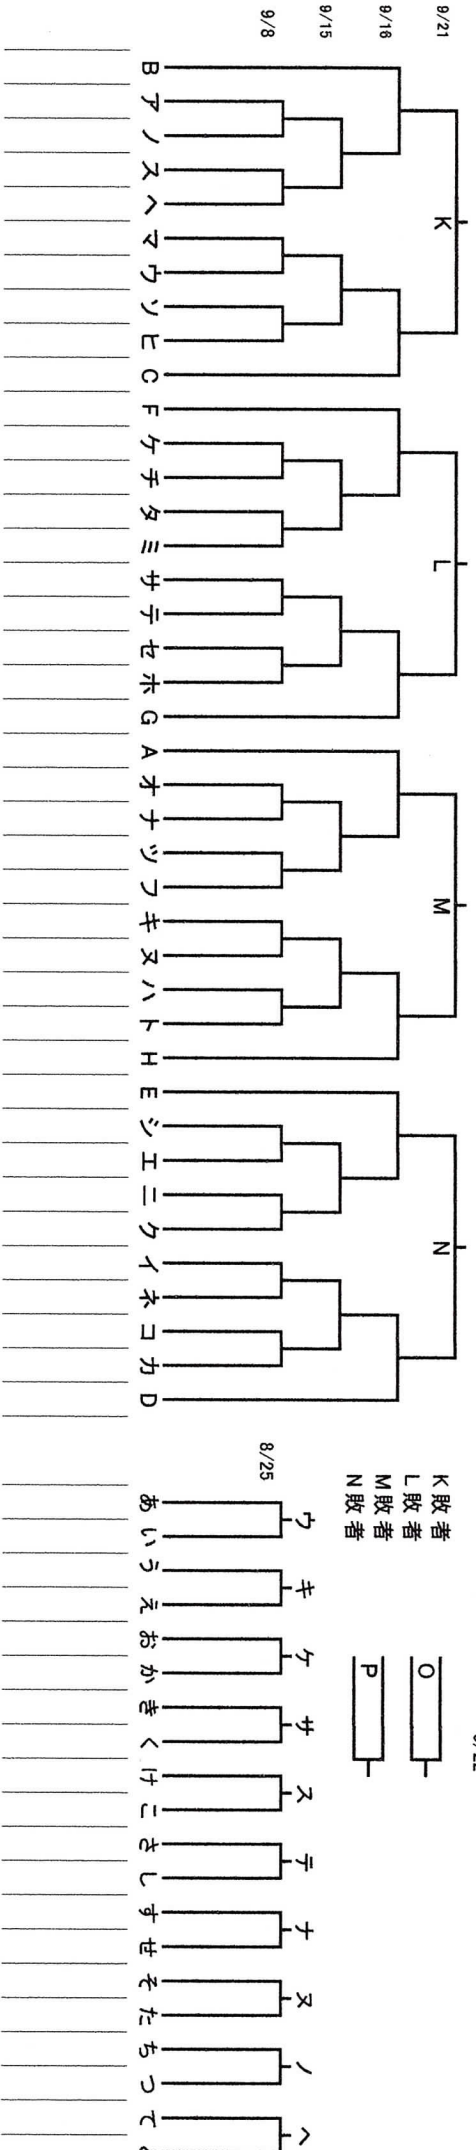 9/21
9/16
9/15
9/8
K
L
M
N
B ア ノ ス ヘ マ ウ ソ ヒ C F ケ チ タ ミ サ テ セ ホ G A オ ナ ツ フ キ ヌ ハ ト H E シ エ ニ ク イ ネ コ カ D
K敗者
L敗者
M敗者
N敗者
O
P
8/25
ウ キ ケ サ ス テ ナ ヌ ノ ヘ
あ い う え お か き く け こ さ し す せ そ た ち つ て